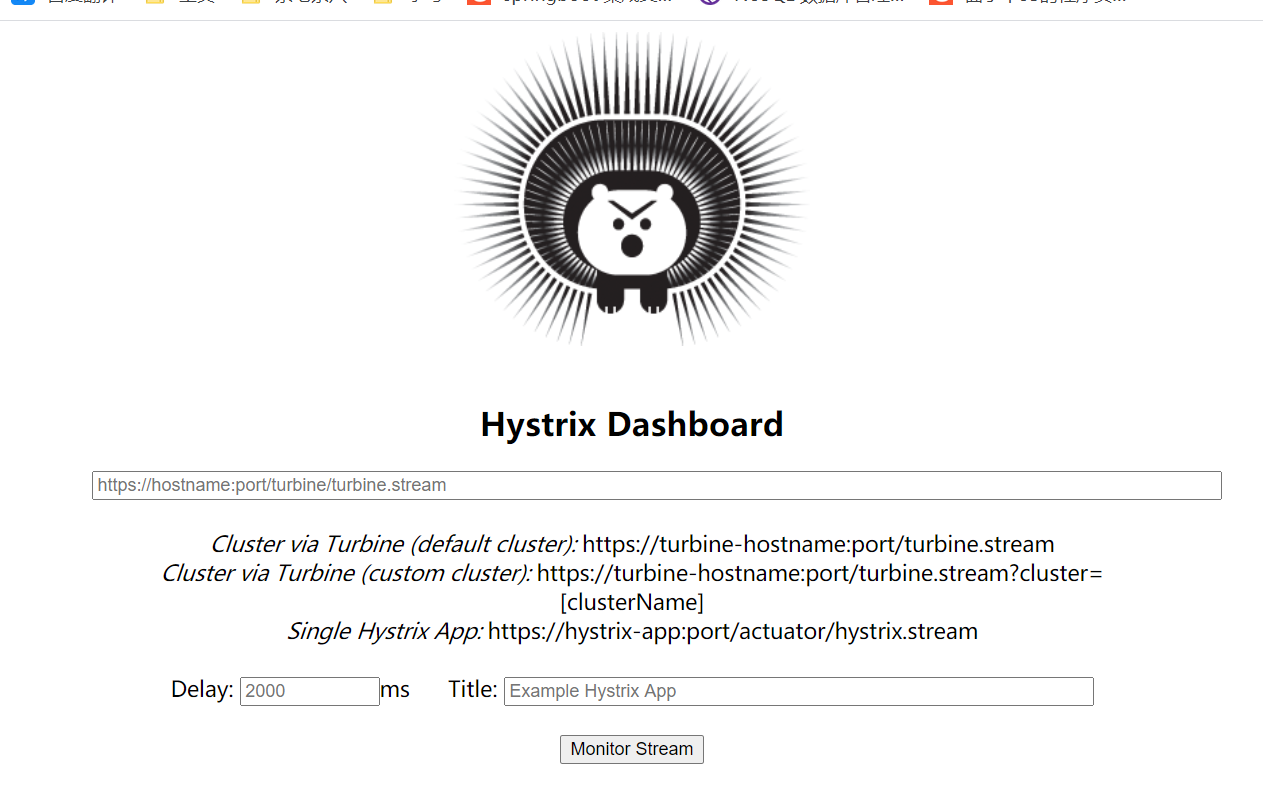 Hystrix Dashboard
https://hostname:port/turbine/turbine.stream
Cluster via Turbine (default cluster): https://turbine-hostname:port/turbine.stream
Cluster via Turbine (custom cluster): https://turbine-hostname:port/turbine.stream?cluster=
[clusterName]
Single Hystrix App: https://hystrix-app:port/actuator/hystrix.stream
Delay: 2000 ms Title: Example Hystrix App
Monitor Stream